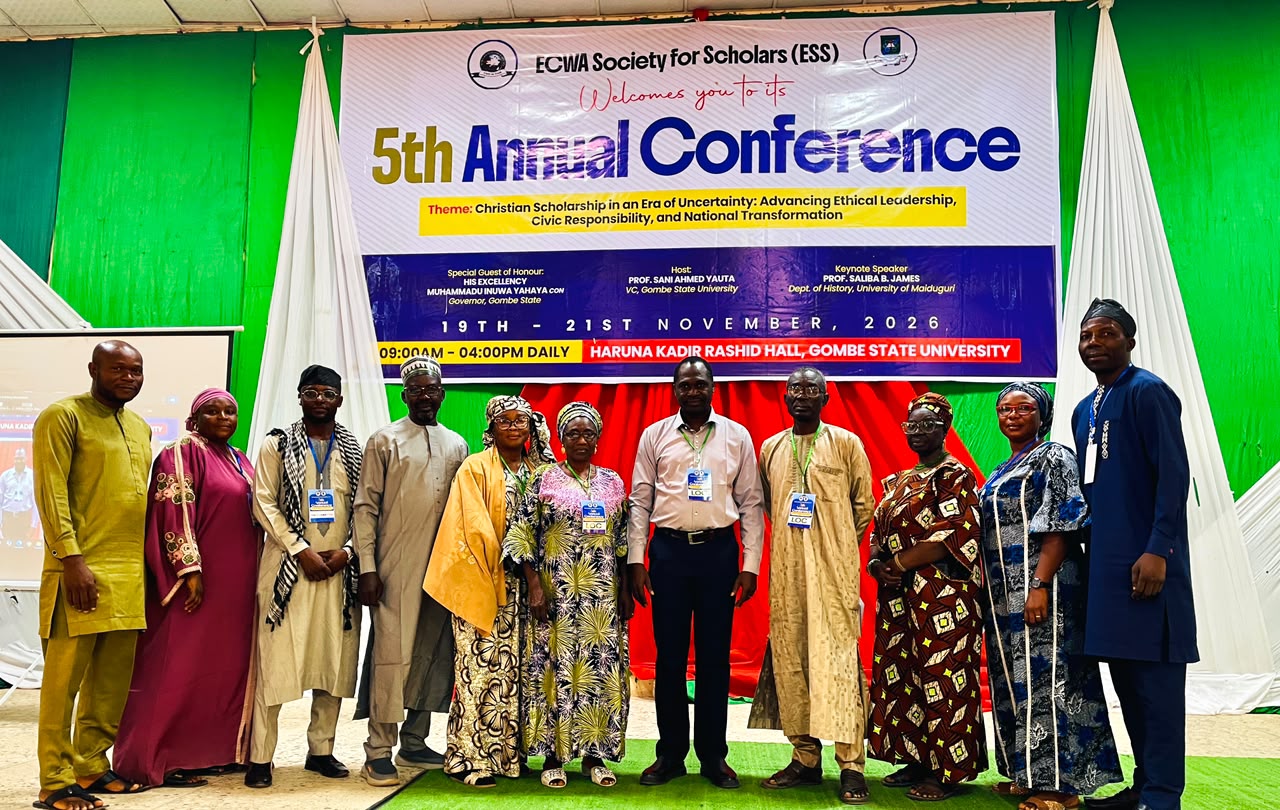 ECWA Society for Scholars (ESS)
Welcomes you to its
5th Annual Conference
Theme: Christian Scholarship in an Era of Uncertainty: Advancing Ethical Leadership,
Civic Responsibility, and National Transformation
Special Guest of Honour:
HIS EXCELLENCY
MUHAMMADU INUWA YAHAYA CON
Governor, Gombe State
Host:
PROF. SANI AHMED YAUTA
VC, Gombe State University
Keynote Speaker
PROF. SALIBA B. JAMES
Dept. of History, University of Maiduguri
19TH - 21ST NOVEMBER, 2026
09:00AM - 04:00PM DAILY
HARUNA KADIR RASHID HALL, GOMBE STATE UNIVERSITY
LOC
LOC
LOC